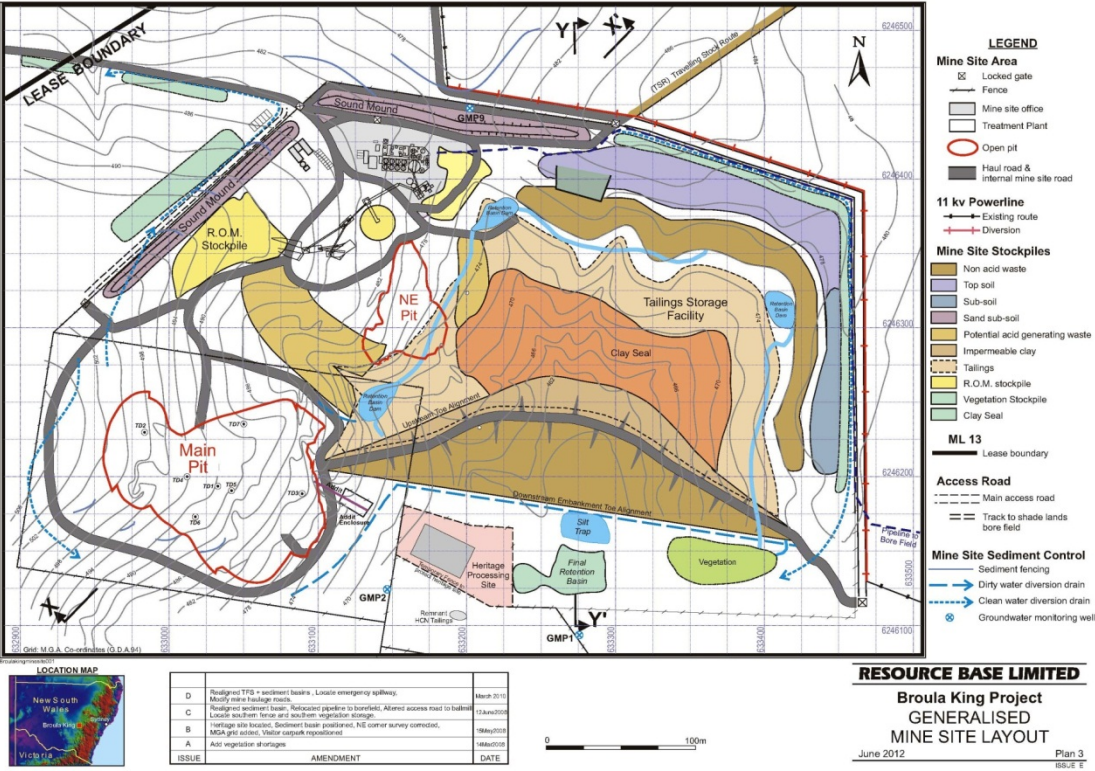 LEASE BOUNDARY
Y
X'
(TSR) Travelling Stock Route
N
6246500
Sound Mound
GMP9
6246400
Sound Mound
R.O.M.
Stockpile
NE
Pit
Tailings Storage
Facility
Clay Seal
6246300
Retention
Basin
Dam
Upstream Toe Alignment
Main
Pit
TD2
TD7
TD4
TD1
TD5
TD3
TD6
6246200
Downstream Embankment Toe Alignment
Audit
Enclosure
Silt
Trap
Pipeline to
Bore Field
Heritage
Processing
Site
Final
Retention
Basin
Vegetation
GMP2
Remnant
HCN Tailings
GMP1
Y'
X
6246100
632900
633000
633100
633200
633300
633400
633500
Grid: M.G.A. Co-ordinates (G.D.A.94)
LEGEND
Mine Site Area
Locked gate
Fence
Mine site office
Treatment Plant
Open pit
Haul road &
internal mine site road
11 kv Powerline
Existing route
Diversion
Mine Site Stockpiles
Non acid waste
Top soil
Sub-soil
Sand sub-soil
Potential acid generating waste
Impermeable clay
Tailings
R.O.M. stockpile
Vegetation Stockpile
Clay Seal
ML 13
Lease boundary
Access Road
Main access road
Track to shade lands
bore field
Mine Site Sediment Control
Sediment fencing
Dirty water diversion drain
Clean water diversion drain
Groundwater monitoring well
LOCATION MAP
New South
Wales
Broula King
Sydney
Victoria
D Realigned TFS + sediment basins , Locate emergency spillway,
Modify mine haulage roads. March 2010
C Realigned sediment basin, Relocated pipeline to borefield, Altered access road to ballmill
Locate southern fence and southern vegetation storage. 12June2008
B Heritage site located, Sediment basin positioned, NE corner survey corrected,
MGA grid added, Visitor carpark repositioned 15May2008
A Add vegetation shortages
ISSUE AMENDMENT DATE
0 100m
RESOURCE BASE LIMITED
Broula King Project
GENERALISED
MINE SITE LAYOUT
June 2012 Plan 3
ISSUE E